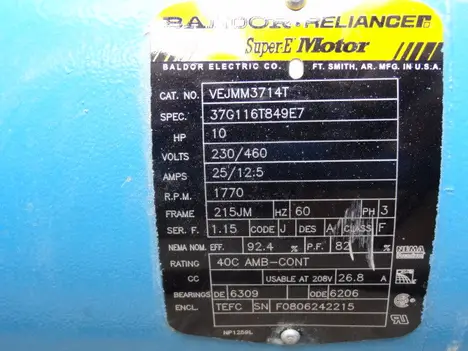 BALDOR • RELIANCER
Super-E Motor
BALDOR ELECTRIC CO. FT. SMITH, AR. MFG. IN U.S.A.
CAT. NO. VEJMM3714T
SPEC. 37G116T849E7
HP 10
VOLTS 230/460
AMPS 25/12.5
R.P.M. 1770
FRAME 215JM HZ 60 PH 3
SER. F. 1.15 CODE J DES A CLASS F
NEMA NOM. EFF. 92.4 % P.F. 82 %
NEMA
RATING 40C AMB-CONT
CC USABLE AT 208V 26.8 A
BEARINGS DE 6309 ODE 6206
ENCL. TEFC SN F0806242215